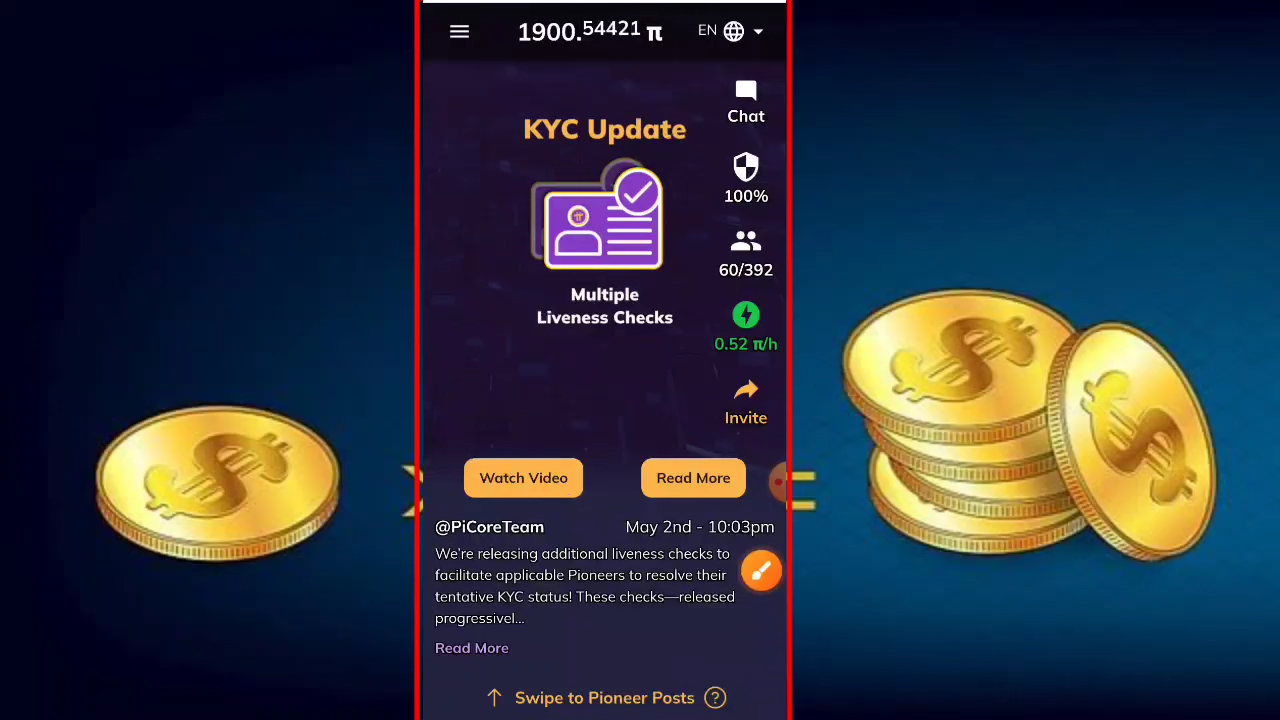 1900.54421 π
EN
Chat
KYC Update
100%
60/392
Multiple
Liveness Checks
0.52 π/h
Invite
Watch Video
Read More
@PiCoreTeam
May 2nd - 10:03pm
We're releasing additional liveness checks to
facilitate applicable Pioneers to resolve their
tentative KYC status! These checks—released
progressivel...
Read More
Swipe to Pioneer Posts ?